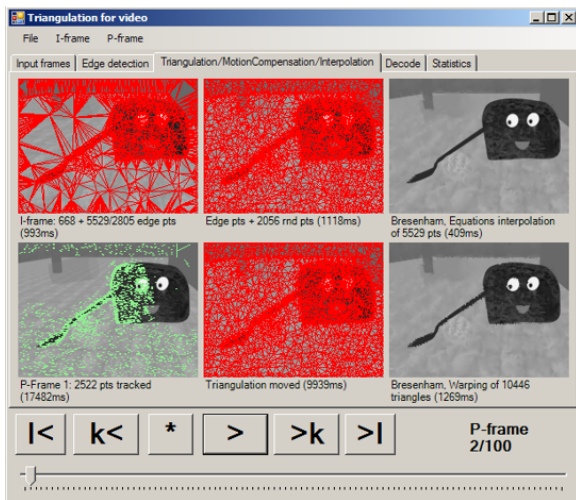 Triangulation for video
File I-frame P-frame
Input frames Edge detection Triangulation/MotionCompensation/Interpolation Decode Statistics
I-frame: 668 + 5529/2805 edge pts
(993ms)
Edge pts + 2056 rnd pts (1118ms)
Bresenham, Equations interpolation
of 5529 pts (409ms)
P-Frame 1: 2522 pts tracked
(17482ms)
Triangulation moved (9939ms)
Bresenham, Warping of 10446
triangles (1269ms)
|< k< * > >k >|
P-frame
2/100